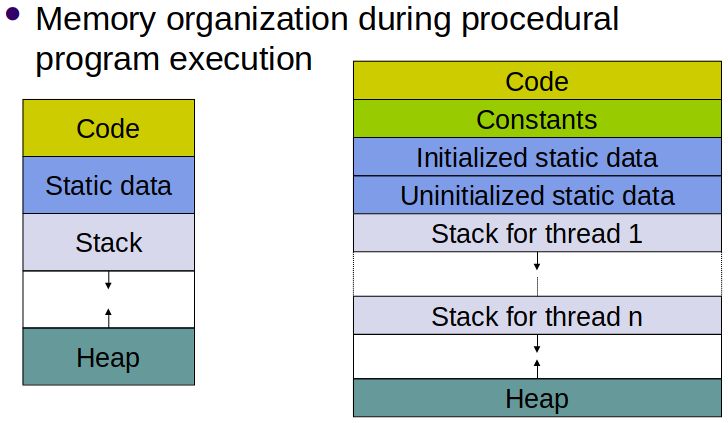 • Memory organization during procedural
program execution
Code
Static data
Stack
Heap
Code
Constants
Initialized static data
Uninitialized static data
Stack for thread 1
Stack for thread n
Heap